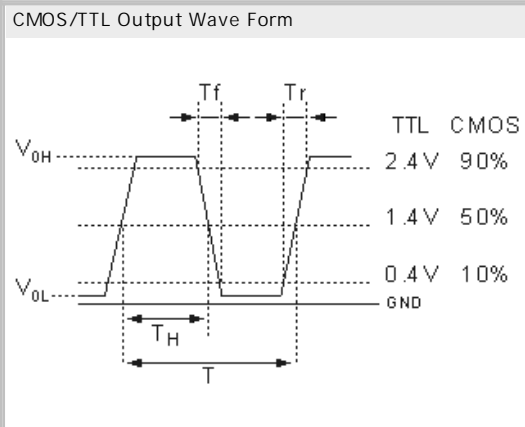 CMOS/TTL Output Wave Form
Tf Tr
TTL CMOS
V0H 2.4V 90%
1.4V 50%
0.4V 10%
V0L GND
TH
T